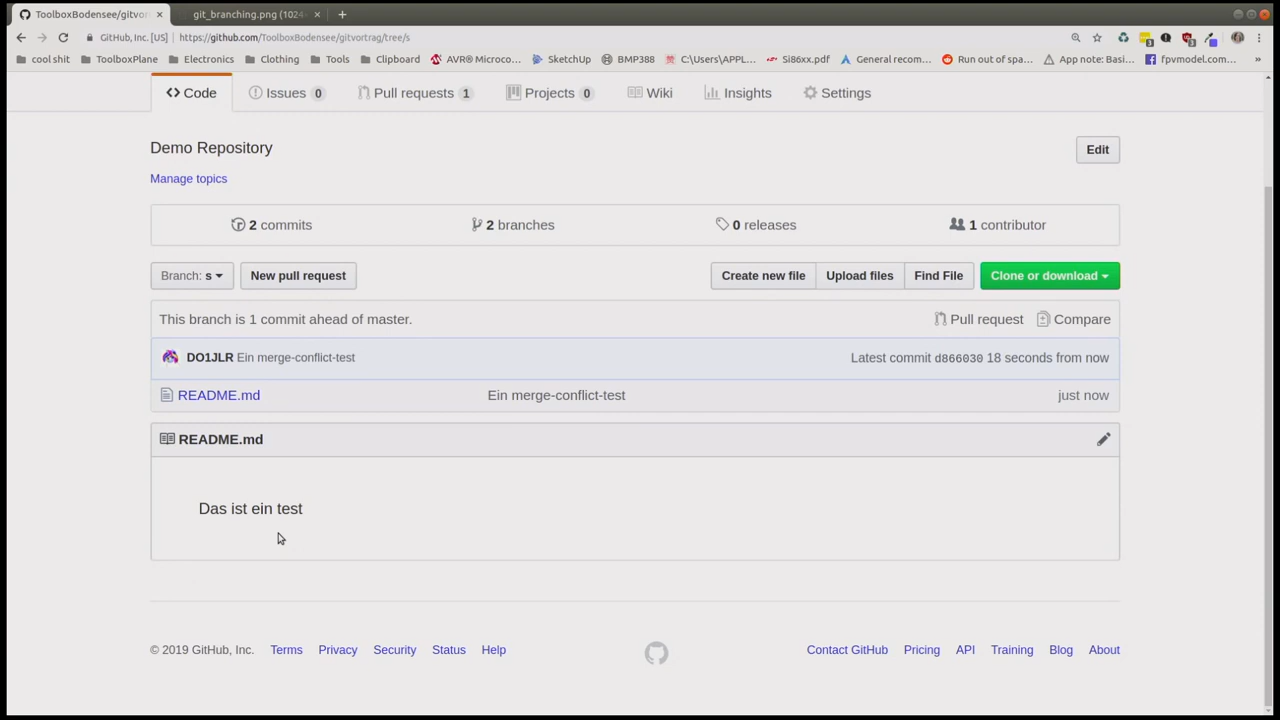 ToolboxBodensee/gitvor
git_branching.png (1024
GitHub, Inc. [US] https://github.com/ToolboxBodensee/gitvortrag/tree/s
cool shit ToolboxPlane Electronics Clothing Tools Clipboard AVR® Microco... SketchUp BMP388 C:\Users\APPL... Si86xx.pdf General recom... Run out of spa... App note: Basi... fpvmodel.com... »
Code Issues 0 Pull requests 1 Projects 0 Wiki Insights Settings
Demo Repository
Edit
Manage topics
2 commits 2 branches 0 releases 1 contributor
Branch: s New pull request Create new file Upload files Find File Clone or download
This branch is 1 commit ahead of master. Pull request Compare
DO1JLR Ein merge-conflict-test Latest commit d866030 18 seconds from now
README.md Ein merge-conflict-test just now
README.md
Das ist ein test
© 2019 GitHub, Inc. Terms Privacy Security Status Help Contact GitHub Pricing API Training Blog About